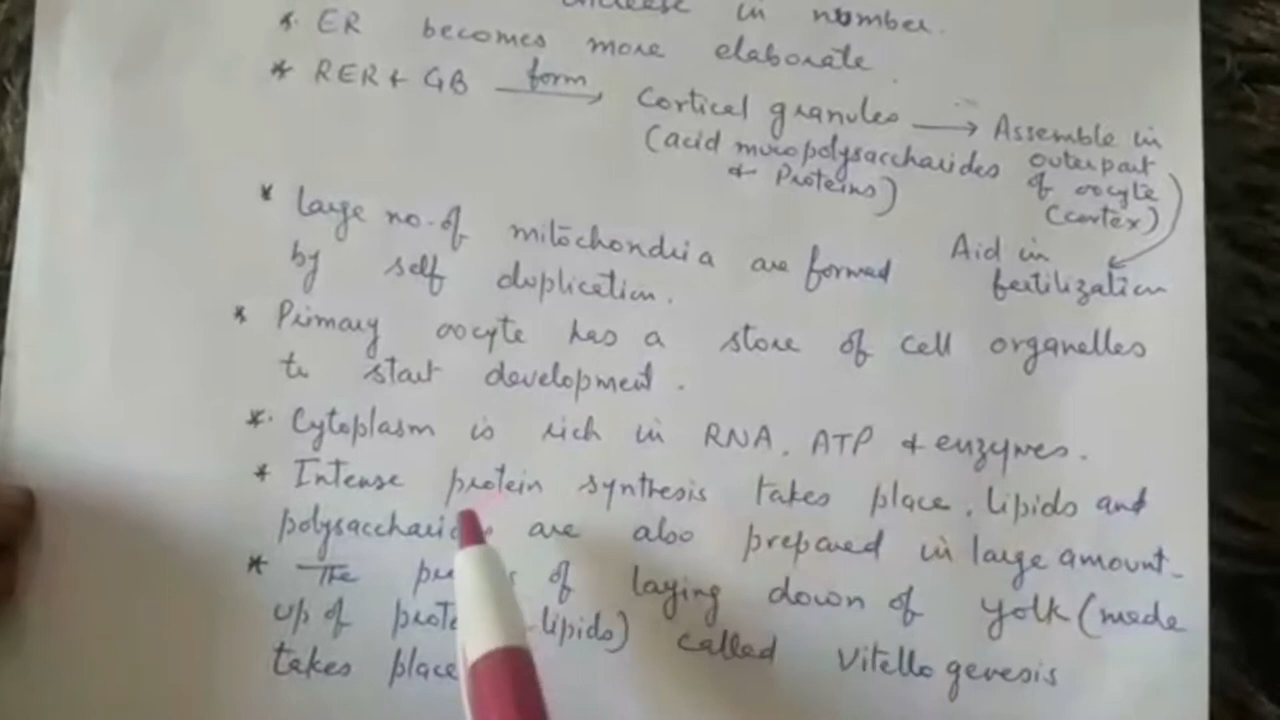 in number.
* ER becomes more elaborate.
* RER + GB form → Cortical granules → Assemble in
(acid mucopolysaccharides outer part
& Proteins) of oocyte
(cortex)
* large no. of mitochondria are formed Aid in
by self duplication. fertilization
* Primary oocyte has a store of cell organelles
to start development.
* Cytoplasm is rich in RNA, ATP & enzymes.
* Intense protein synthesis takes place. lipids and
are also prepared in large amount-
* The of laying down of yolk (made
up of lipids) called Vitellogenesis
takes place